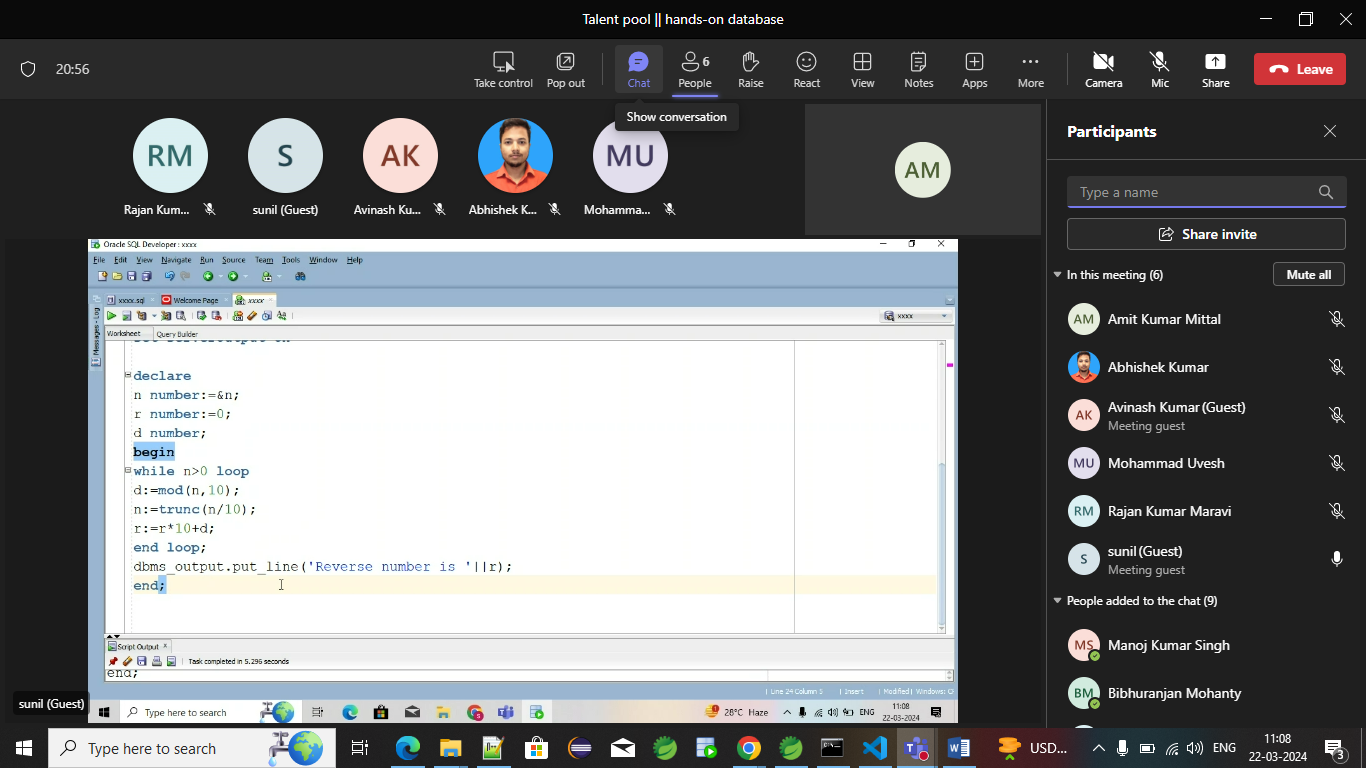 Talent pool || hands-on database
20:56
Take control
Pop out
Chat
6
People
Raise
React
View
Notes
Apps
More
Camera
Mic
Share
Leave
Show conversation
RM
Rajan Kum...
S
sunil (Guest)
AK
Avinash Ku...
Abhishek K...
MU
Mohamma...
AM
Oracle SQL Developer : xxxx
File Edit View Navigate Run Source Team Tools Window Help
xxxx.sql Welcome Page xxxx
xxxx
Worksheet Query Builder
Messages - Log
set serveroutput on
declare
n number:=&n;
r number:=0;
d number;
begin
while n>0 loop
d:=mod(n,10);
n:=trunc(n/10);
r:=r*10+d;
end loop;
dbms_output.put_line('Reverse number is '||r);
end;
Script Output x
Task completed in 5.296 seconds
end;
Line 24 Column 5 | Insert | Modified | Windows: C
sunil (Guest)
Type here to search
28°C Haze
ENG
11:08
22-03-2024
Participants
Type a name
Share invite
In this meeting (6)
Mute all
AM
Amit Kumar Mittal
Abhishek Kumar
AK
Avinash Kumar (Guest)
Meeting guest
MU
Mohammad Uvesh
RM
Rajan Kumar Maravi
S
sunil (Guest)
Meeting guest
People added to the chat (9)
MS
Manoj Kumar Singh
BM
Bibhuranjan Mohanty
Type here to search
USD...
ENG
11:08
22-03-2024
3